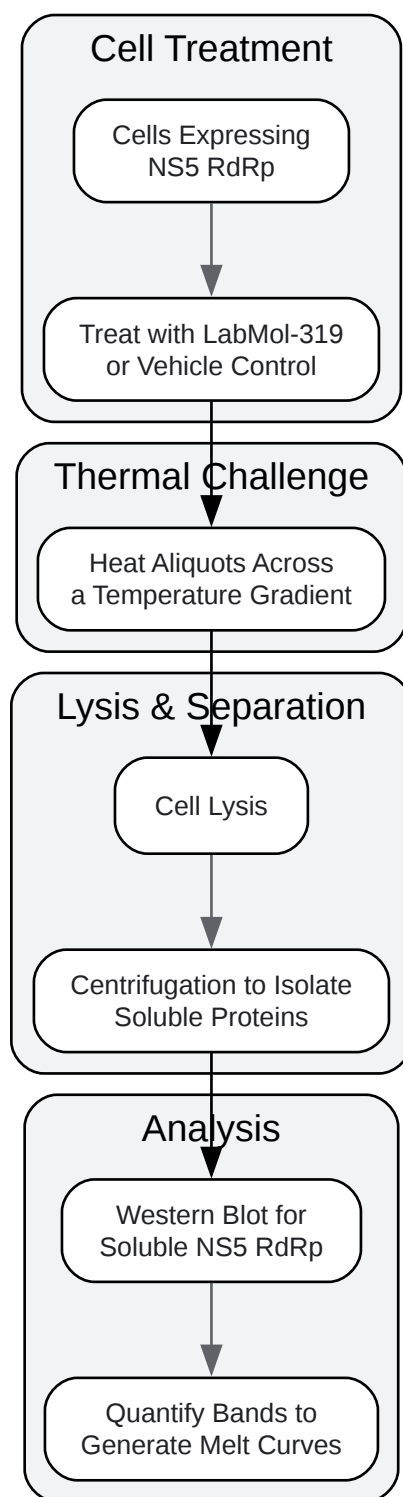 Cell Treatment
Cells Expressing
NS5 RdRp
Treat with LabMol-319
or Vehicle Control
Thermal Challenge
Heat Aliquots Across
a Temperature Gradient
Lysis & Separation
Cell Lysis
Centrifugation to Isolate
Soluble Proteins
Analysis
Western Blot for
Soluble NS5 RdRp
Quantify Bands to
Generate Melt Curves